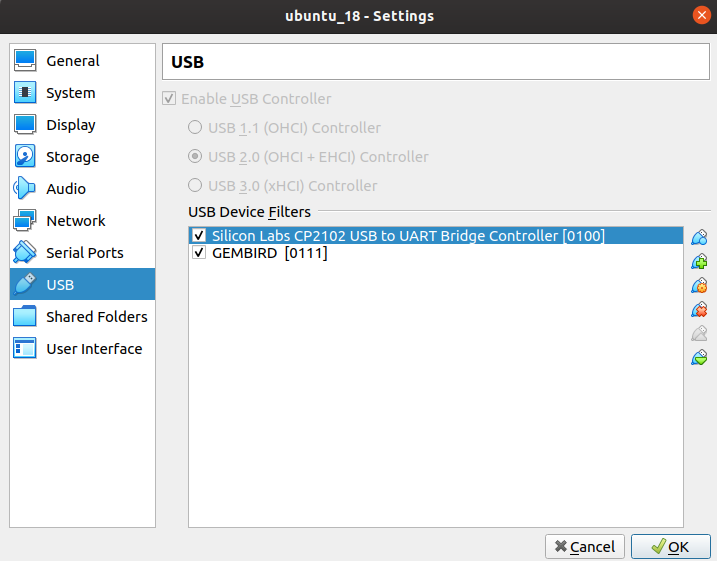 ubuntu_18 - Settings
General
System
Display
Storage
Audio
Network
Serial Ports
USB
Shared Folders
User Interface
USB
Enable USB Controller
USB 1.1 (OHCI) Controller
USB 2.0 (OHCI + EHCI) Controller
USB 3.0 (xHCI) Controller
USB Device Filters
Silicon Labs CP2102 USB to UART Bridge Controller [0100]
GEMBIRD  [0111]
Cancel
OK